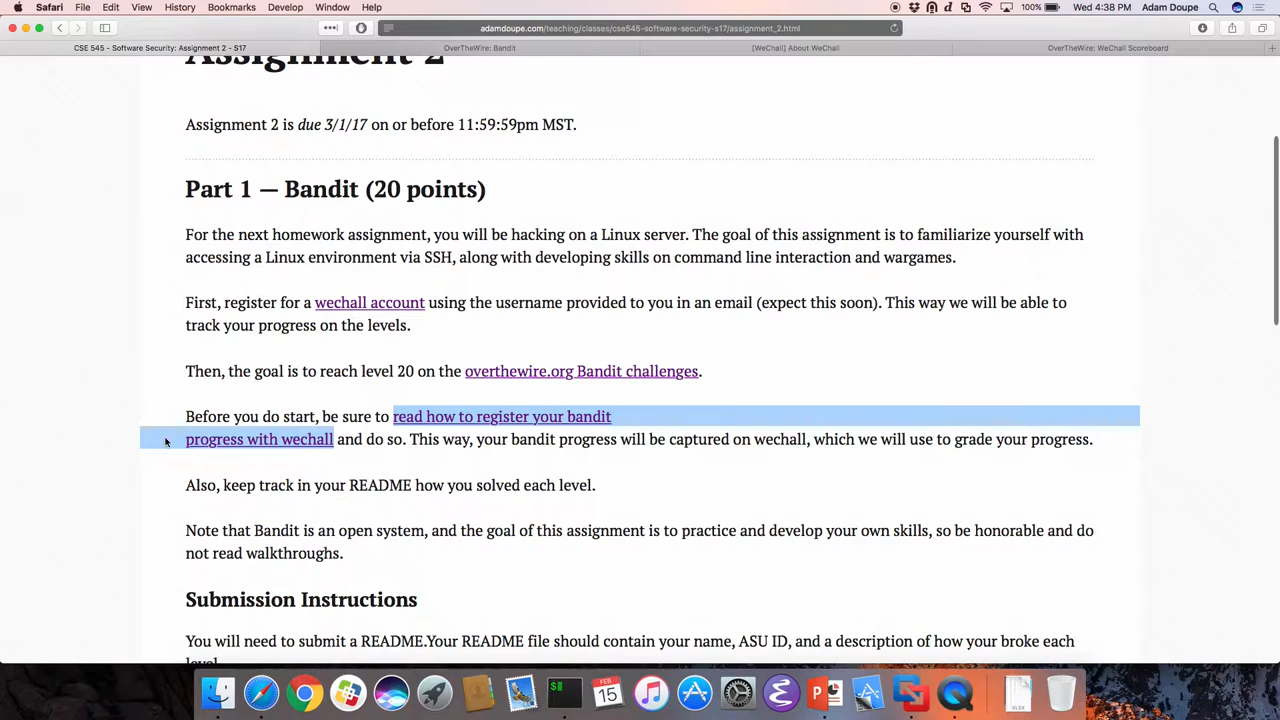 Safari File Edit View History Bookmarks Develop Window Help 100% Wed 4:38 PM Adam Doupe
adamdoupe.com/teaching/classes/cse545-software-security-s17/assignment_2.html
CSE 545 - Software Security: Assignment 2 - S17 OverTheWire: Bandit [WeChall] About WeChall OverTheWire: WeChall Scoreboard
Assignment 2
Assignment 2 is due 3/1/17 on or before 11:59:59pm MST.
Part 1 — Bandit (20 points)
For the next homework assignment, you will be hacking on a Linux server. The goal of this assignment is to familiarize yourself with
accessing a Linux environment via SSH, along with developing skills on command line interaction and wargames.
First, register for a wechall account using the username provided to you in an email (expect this soon). This way we will be able to
track your progress on the levels.
Then, the goal is to reach level 20 on the overthewire.org Bandit challenges.
Before you do start, be sure to read how to register your bandit
progress with wechall and do so. This way, your bandit progress will be captured on wechall, which we will use to grade your progress.
Also, keep track in your README how you solved each level.
Note that Bandit is an open system, and the goal of this assignment is to practice and develop your own skills, so be honorable and do
not read walkthroughs.
Submission Instructions
You will need to submit a README.Your README file should contain your name, ASU ID, and a description of how your broke each
level.
FEB
15
XLSX